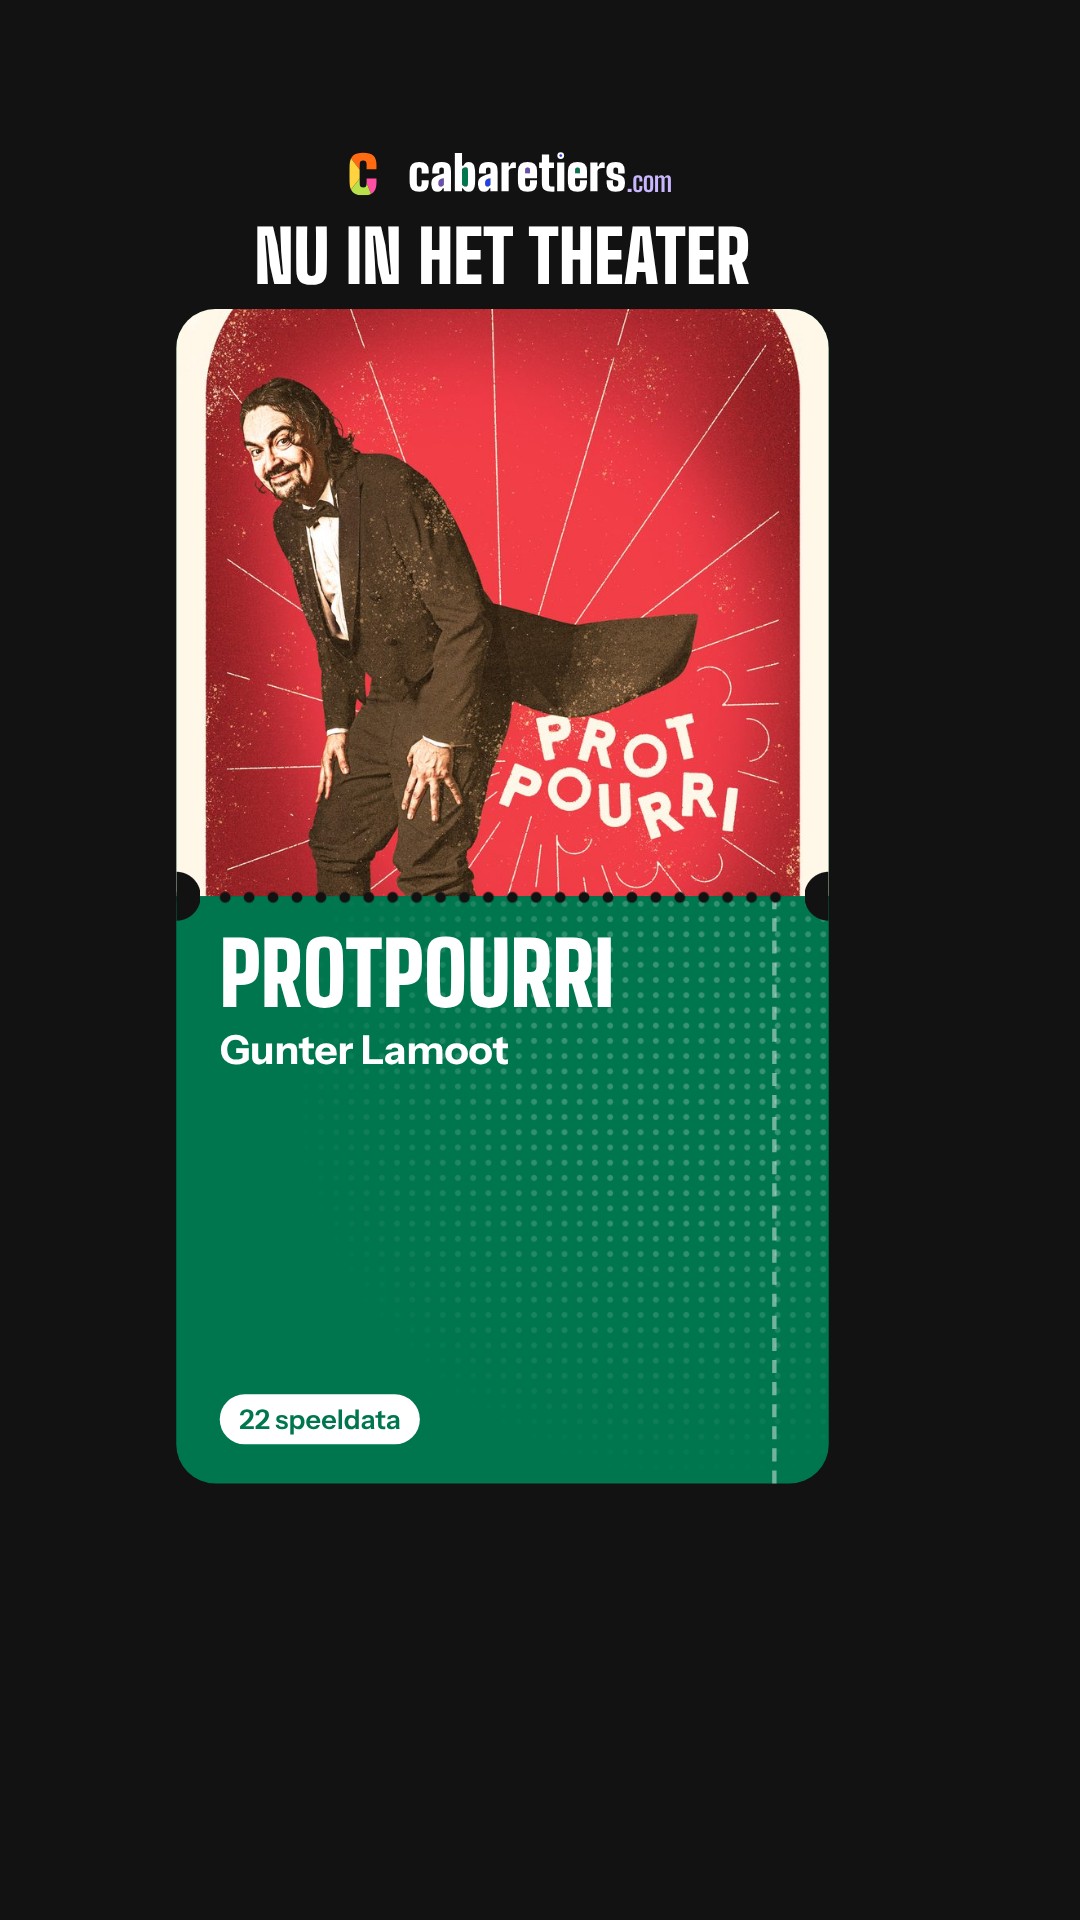 C cabaretiers.com
NU IN HET THEATER
PROT
POURRI
PROTPOURRI
Gunter Lamoot
22 speeldata